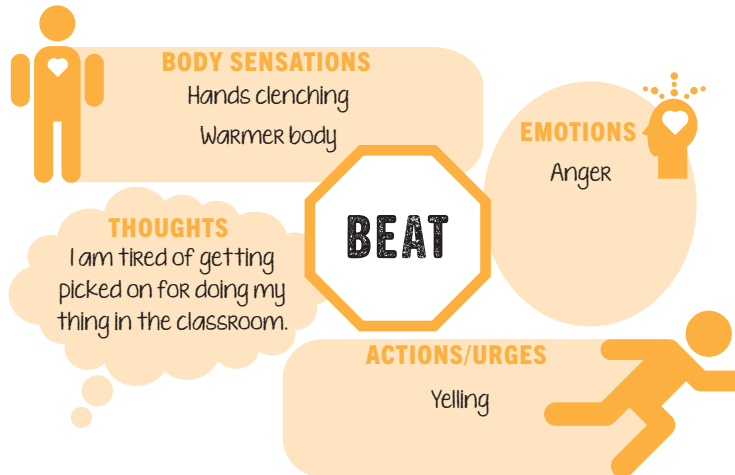 BODY SENSATIONS
Hands clenching
Warmer body
EMOTIONS
Anger
BEAT
THOUGHTS
I am tired of getting
picked on for doing my
thing in the classroom.
ACTIONS/URGES
Yelling